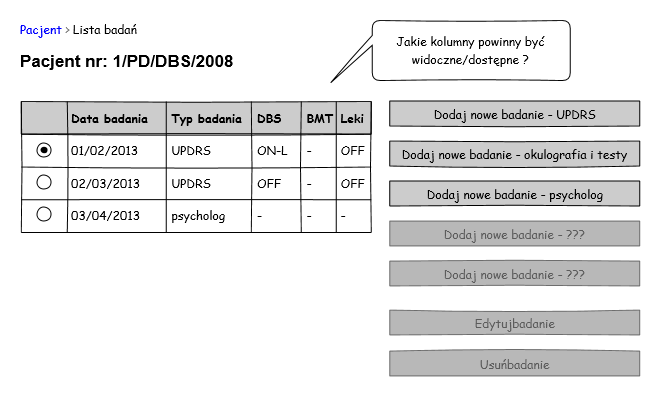 Pacjent > Lista badań
Pacjent nr: 1/PD/DBS/2008
Jakie kolumny powinny być
widoczne/dostępne ?
Data badania Typ badania DBS BMT Leki
01/02/2013 UPDRS ON-L - OFF
02/03/2013 UPDRS OFF - OFF
03/04/2013 psycholog - - -
Dodaj nowe badanie - UPDRS
Dodaj nowe badanie - okulografia i testy
Dodaj nowe badanie - psycholog
Dodaj nowe badanie - ???
Dodaj nowe badanie - ???
Edytujbadanie
Usuńbadanie